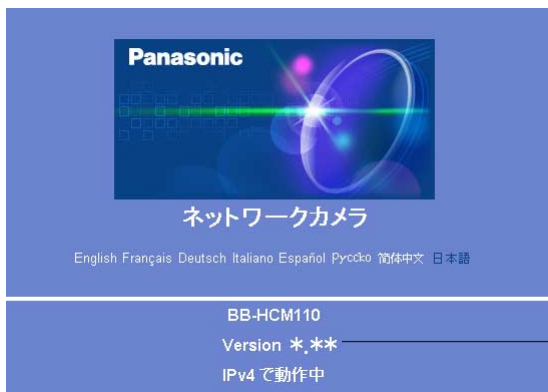 Panasonic
ネットワークカメラ
English Français Deutsch Italiano Español Русско 简体中文 日本語
BB-HCM110
Version *.**
IPv4 で動作中